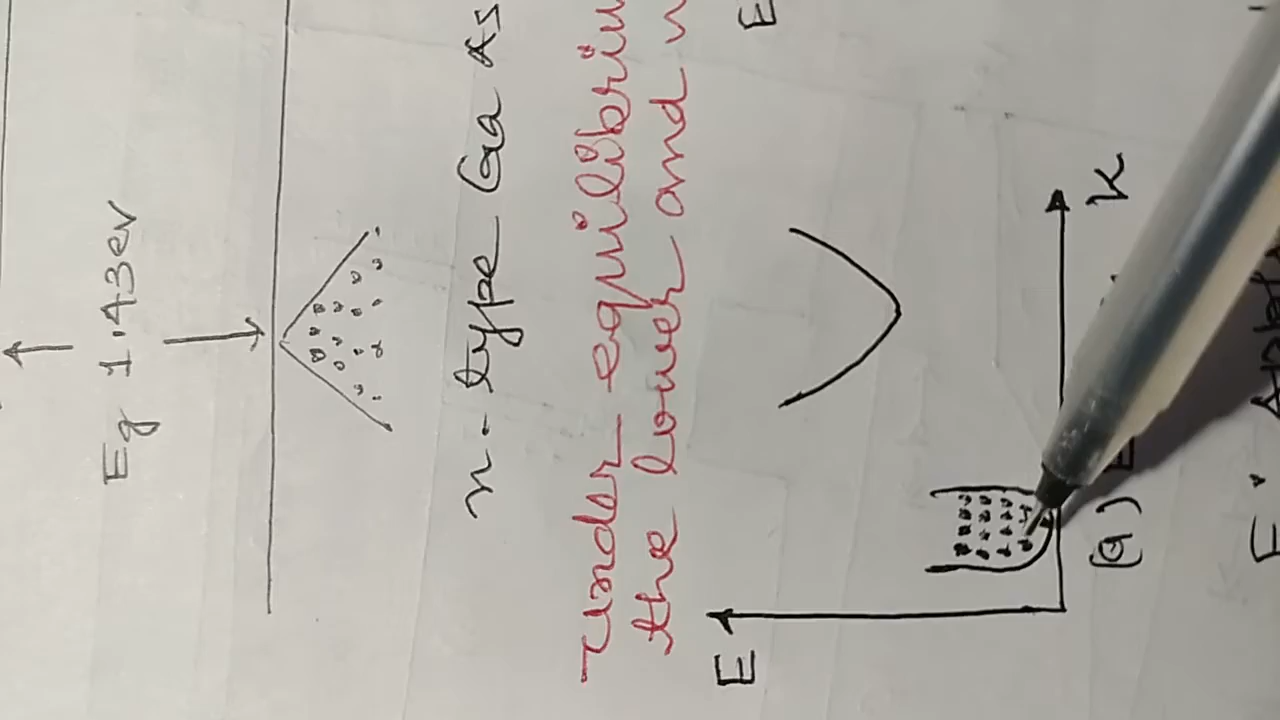 Eg 1.43ev
n-type Ga As
Under equilibrium
the lower and
E
E
k
(a) E
E